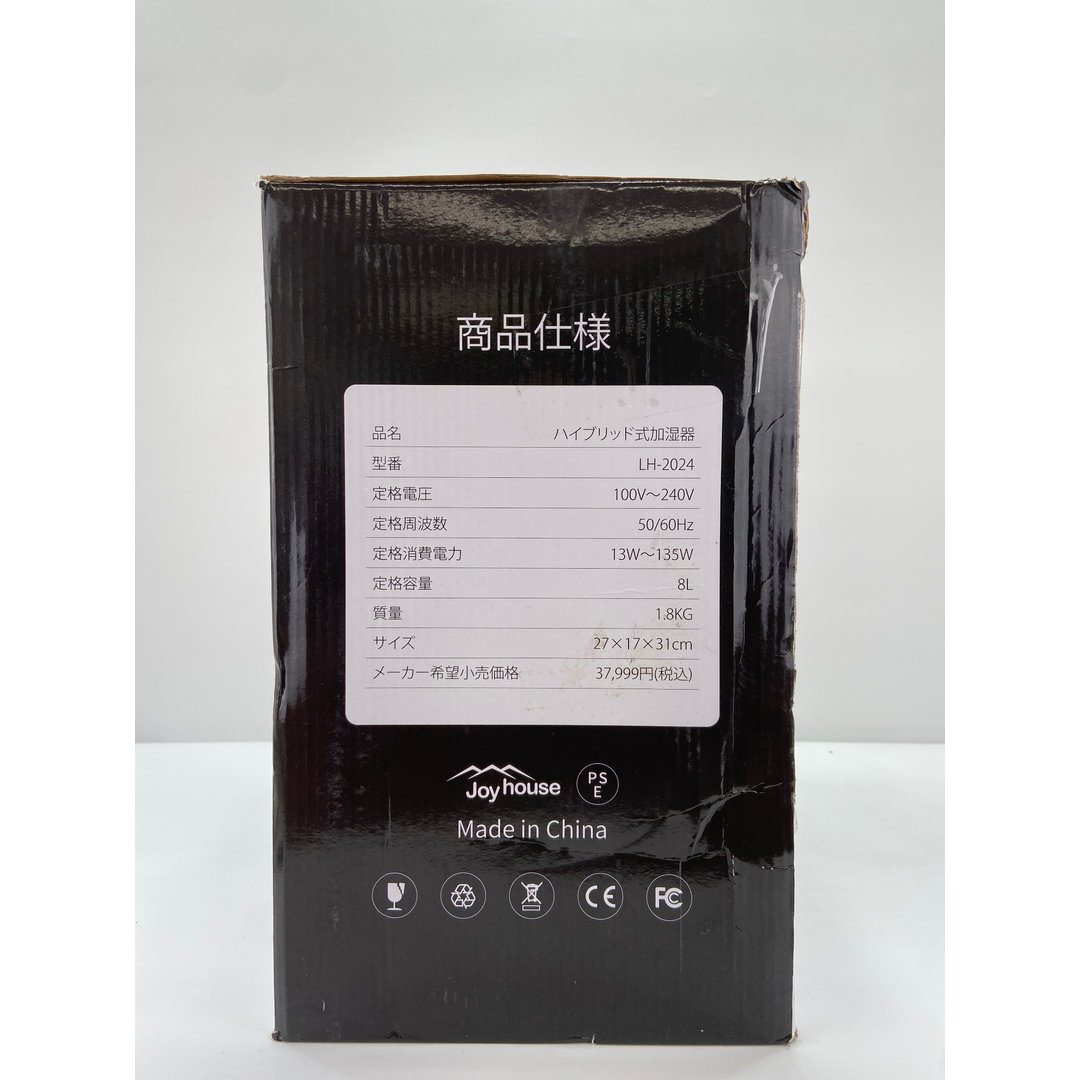 商品仕様
品名 ハイブリッド式加湿器
型番 LH-2024
定格電圧 100V～240V
定格周波数 50/60Hz
定格消費電力 13W～135W
定格容量 8L
質量 1.8KG
サイズ 27×17×31cm
メーカー希望小売価格 37,999円(税込)
Joyhouse PSE
Made in China
CE FC